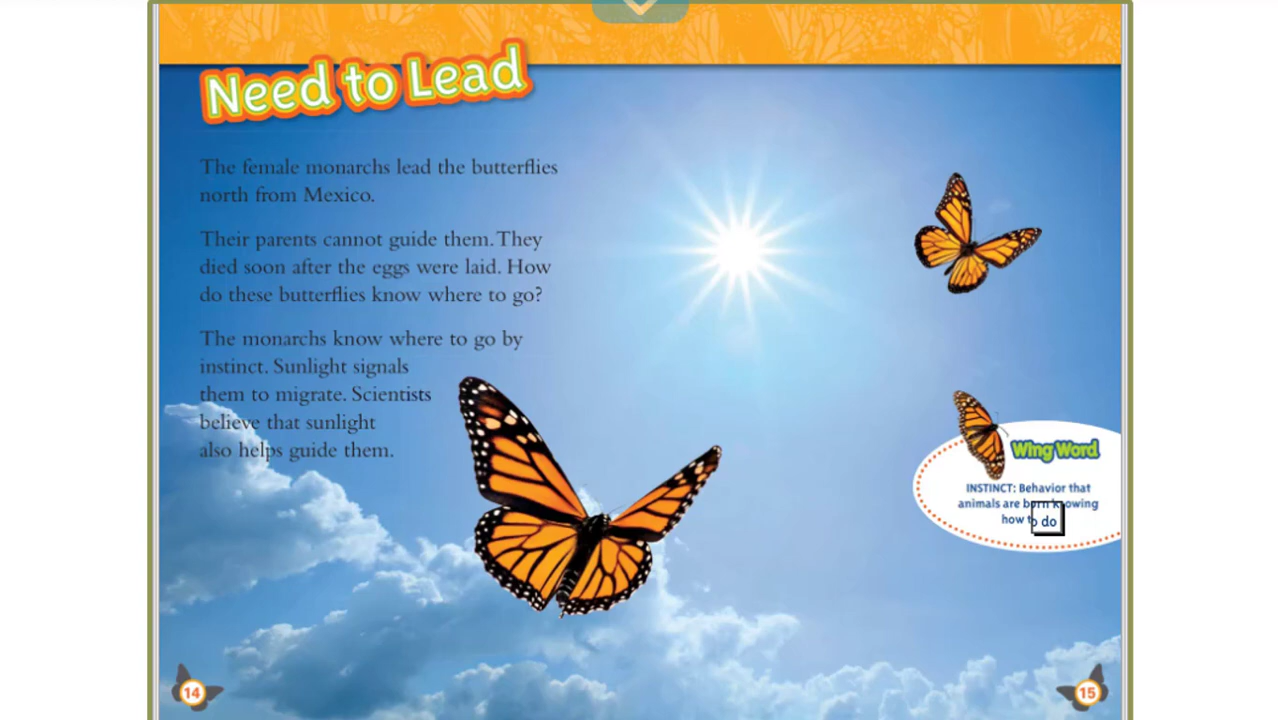 Need to Lead
The female monarchs lead the butterflies
north from Mexico.
Their parents cannot guide them. They
died soon after the eggs were laid. How
do these butterflies know where to go?
The monarchs know where to go by
instinct. Sunlight signals
them to migrate. Scientists
believe that sunlight
also helps guide them.
Wing Word
INSTINCT: Behavior that
animals are born knowing
how to do
14
15